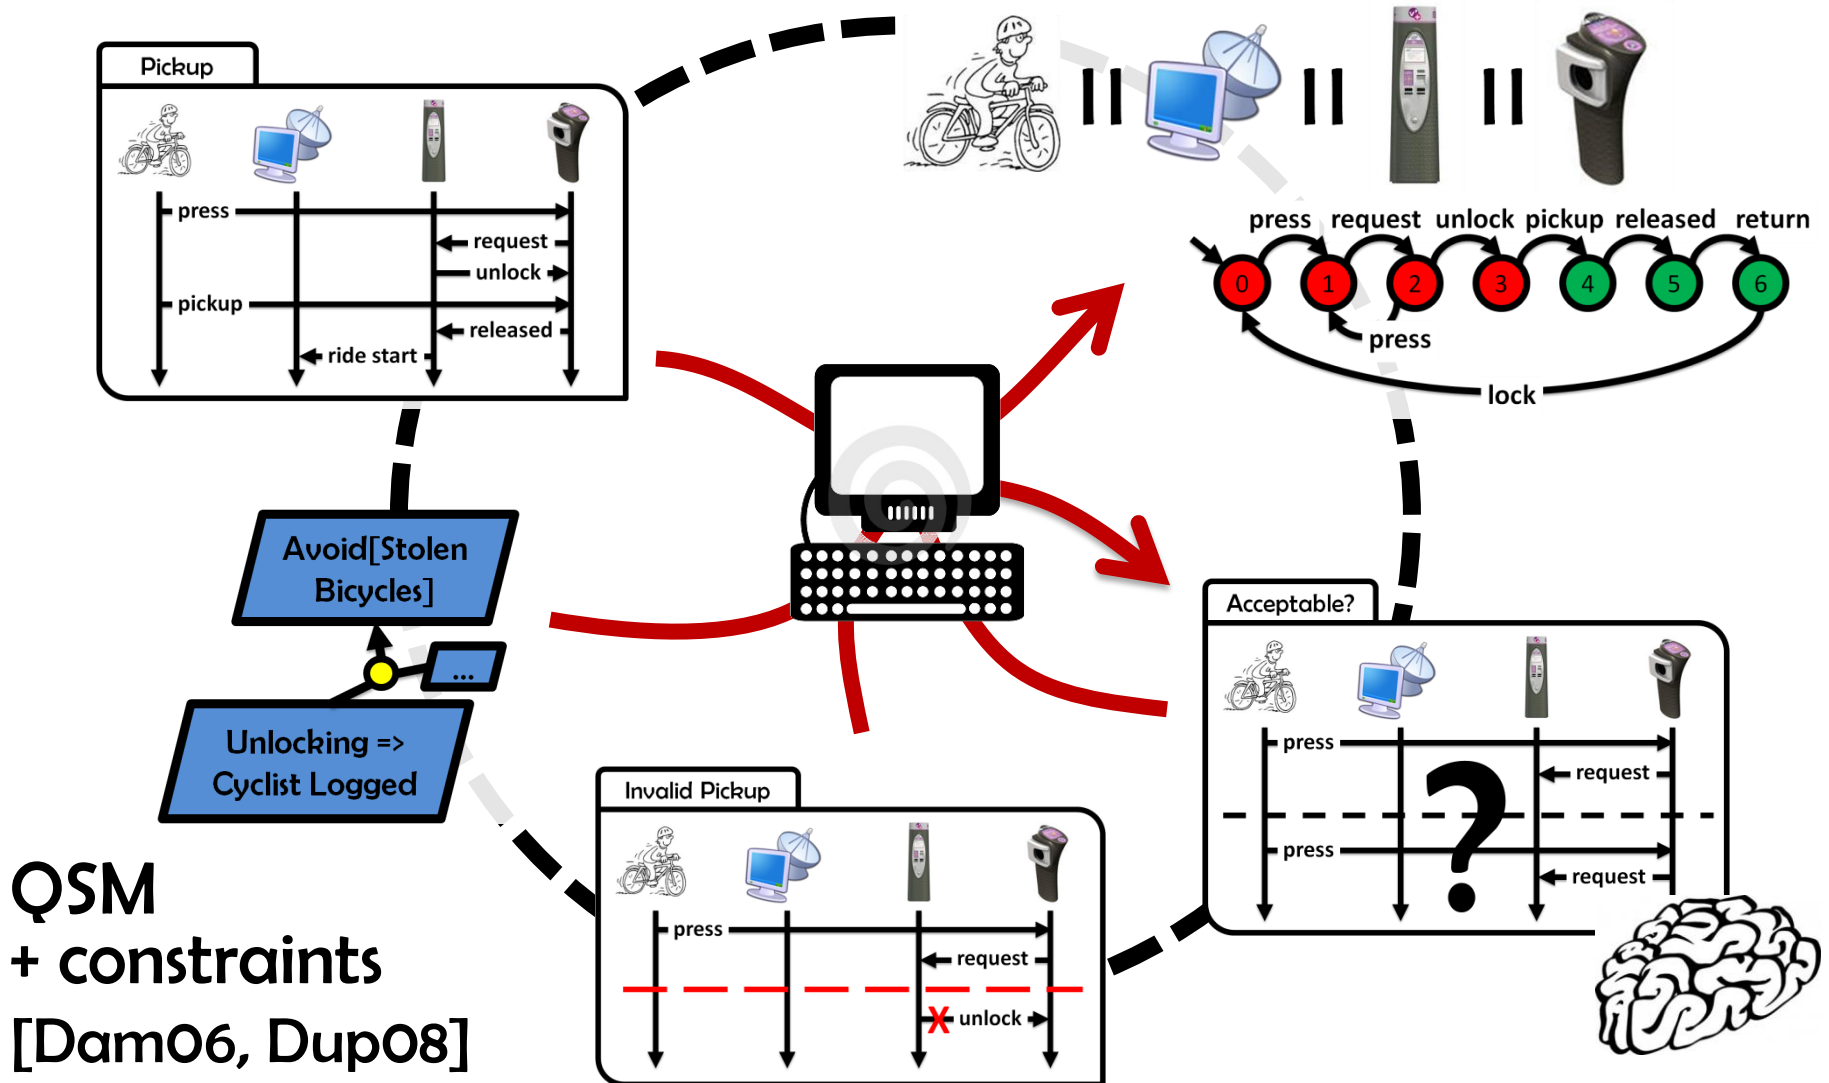 Pickup
press
request
unlock
pickup
released
ride start
press request unlock pickup released return
0 1 2 3 4 5 6
press
lock
Avoid[Stolen
Bicycles]
...
Unlocking =>
Cyclist Logged
Acceptable?
press
request
?
press
request
Invalid Pickup
press
request
X unlock
QSM
+ constraints
[Dam06, Dup08]